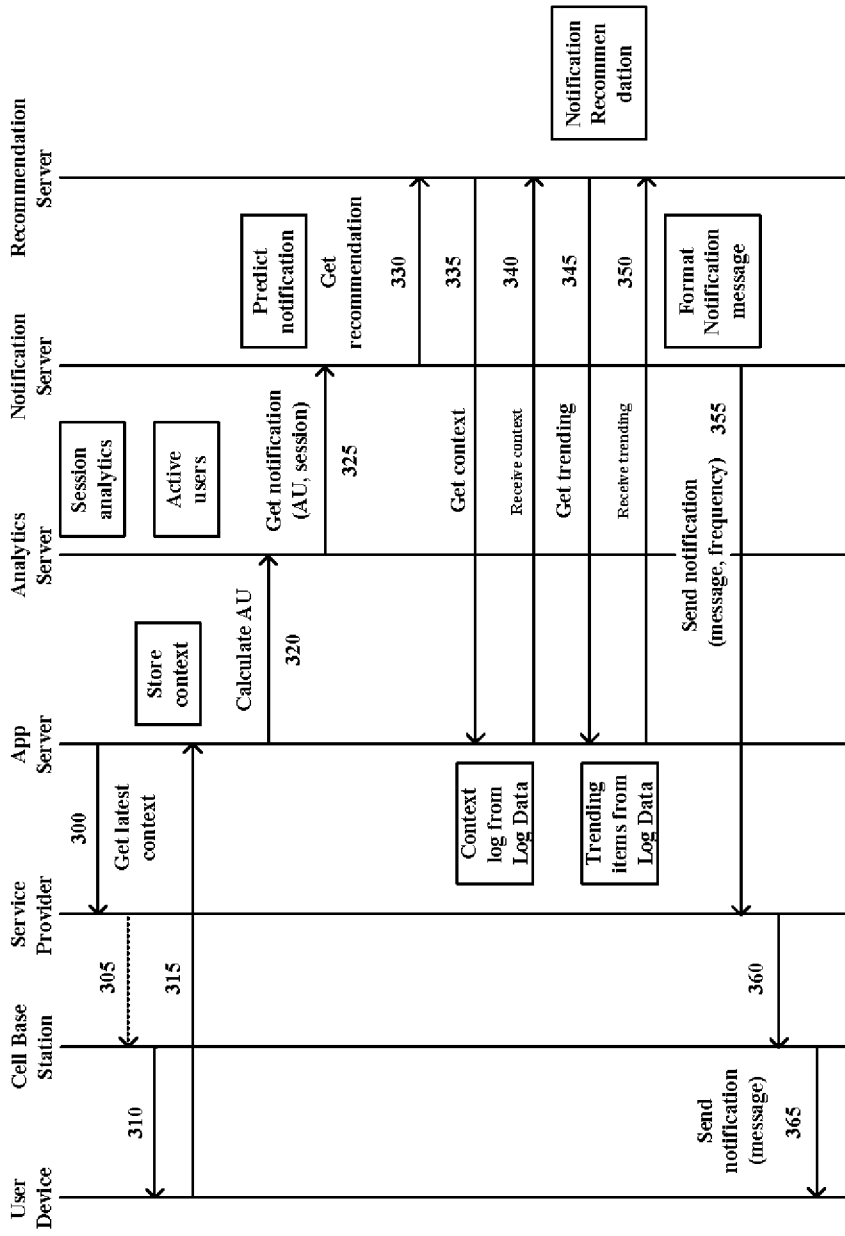 User
Device
Cell Base
Station
Service
Provider
App
Server
Analytics
Server
Notification
Server
Recommendation
Server
300
Get latest
context
305
310
315
Store
context
Session
analytics
Active
users
Calculate AU
320
Get notification
(AU, session)
325
Predict
notification
Get
recommendation
330
335
Get context
Context
log from
Log Data
340
Receive context
345
Get trending
Trending
items from
Log Data
350
Receive trending
Notification
Recommen
dation
Format
Notification
message
Send notification
(message, frequency)
355
360
Send
notification
(message)
365